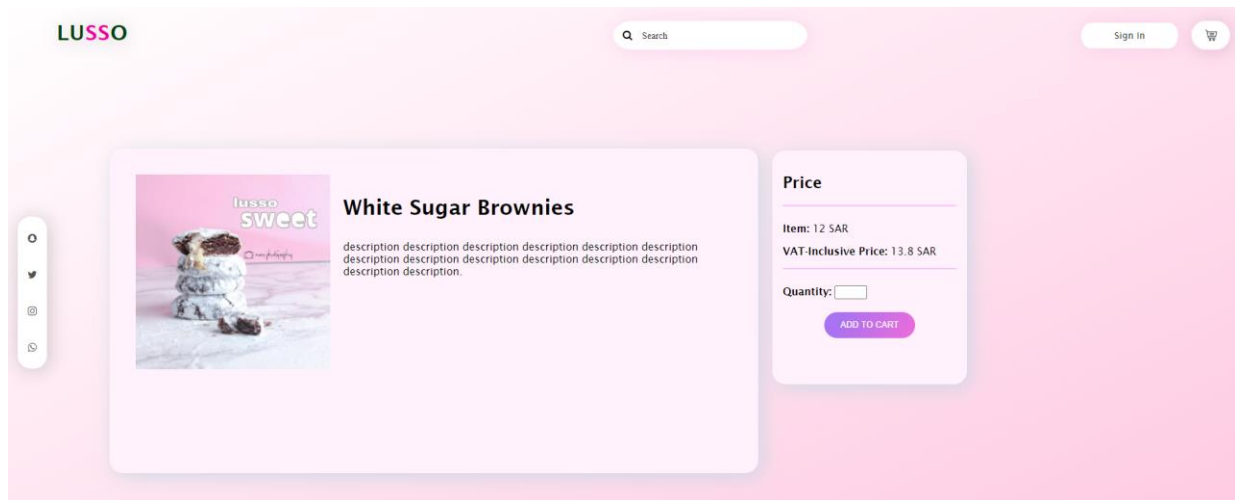 LUSSO
Search
Sign In
lusso
sweet
White Sugar Brownies
description description description description description description
description description description description description description
description description.
Price
Item: 12 SAR
VAT-Inclusive Price: 13.8 SAR
Quantity:
ADD TO CART